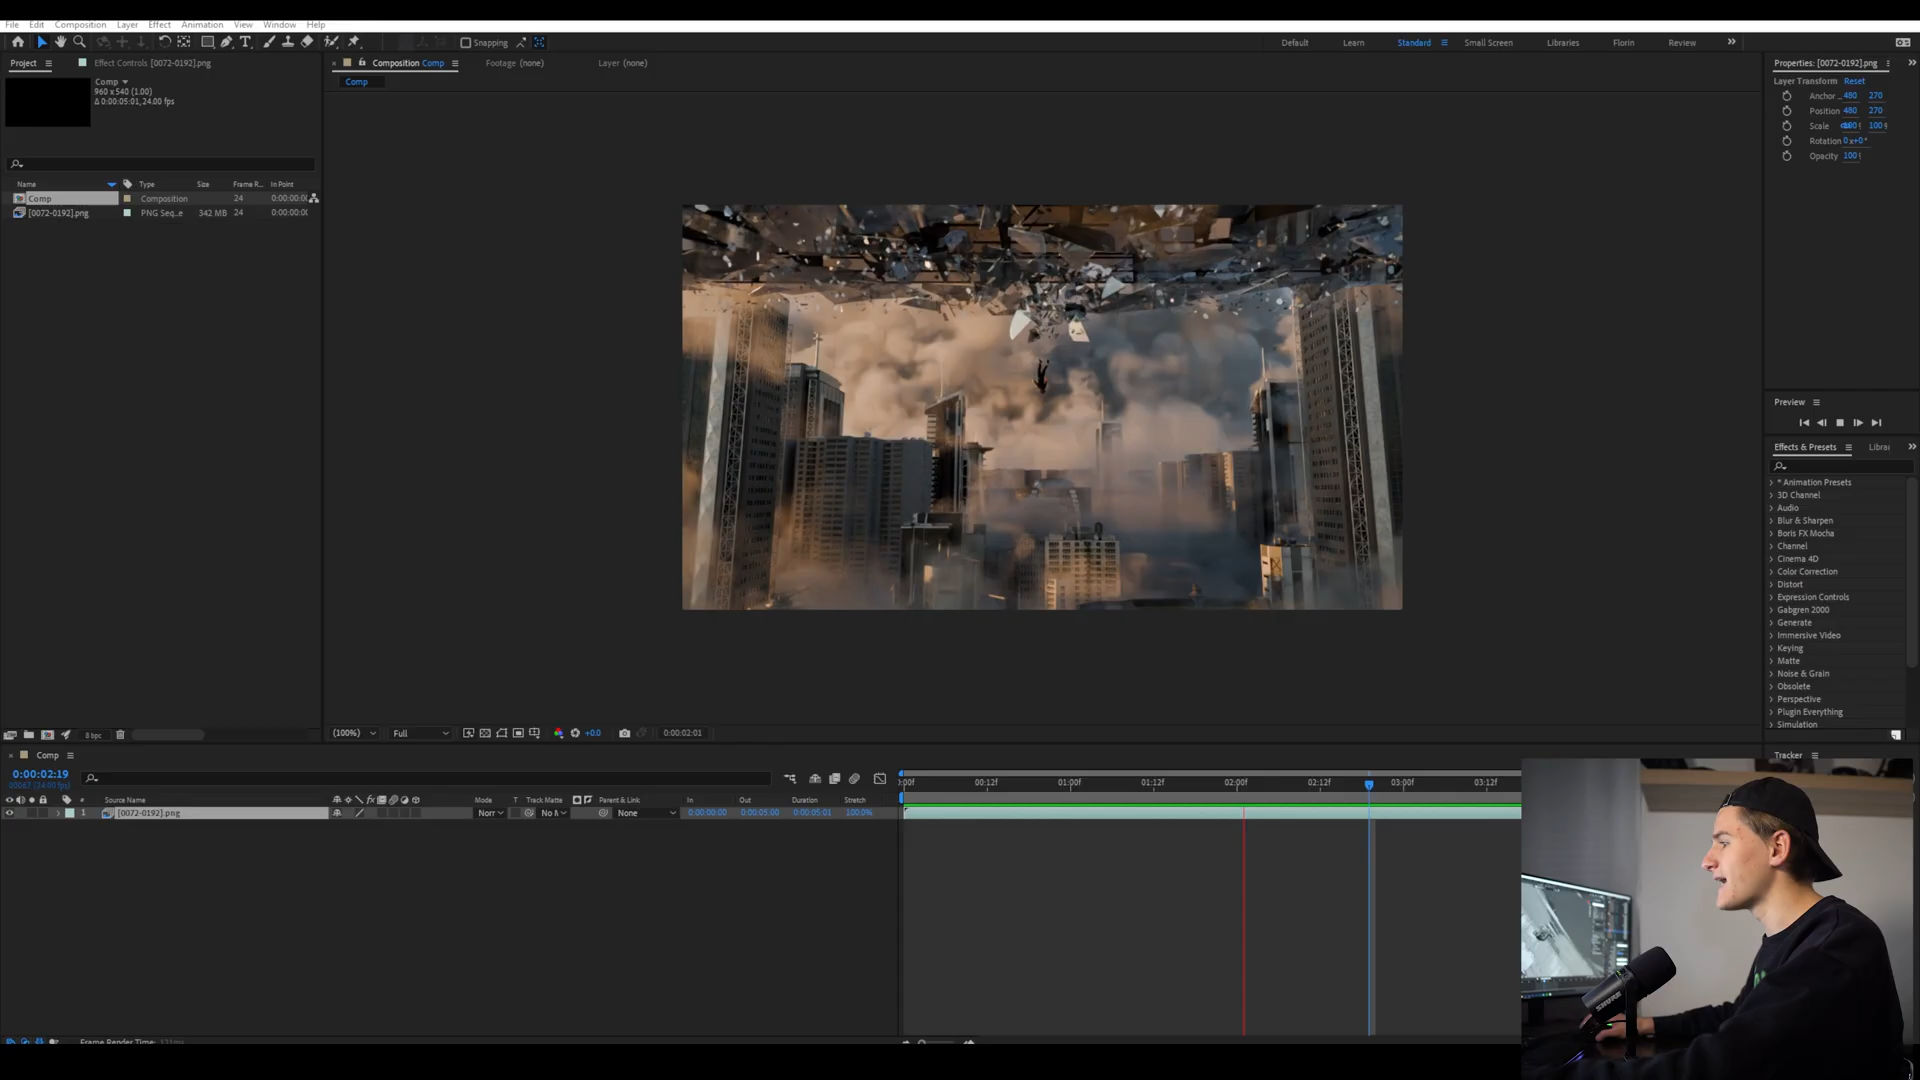 File Edit Composition Layer Effect Animation View Window Help
Snapping
Default Learn Standard Small Screen Libraries Florin Review
Project
Effect Controls [0072-0192].png
Composition Comp
Footage (none)
Layer (none)
Properties: [0072-0192].png
Comp
960 x 540 (1.00)
Δ 0:00:05:01, 24.00 fps
Comp
Layer Transform Reset
Anchor .. 480 270
Position 480 270
Scale 100
Rotation 0x+0°
Opacity 100
Name Type Size Frame R... In Point
Comp Composition 24 0:00:00:00
[0072-0192].png PNG Seq..e 342 MB 24 0:00:00:00
Preview
Effects & Presets Librai
* Animation Presets
3D Channel
Audio
Blur & Sharpen
Boris FX Mocha
Channel
Cinema 4D
Color Correction
Distort
Expression Controls
Gabgren 2000
Generate
Immersive Video
Keying
Matte
Noise & Grain
Obsolete
Perspective
Plugin Everything
Simulation
8 bpc
(100%) Full +0.0 0:00:02:01
Comp
Tracker
0:00:02:19
:00f 00:12f 01:00f 01:12f 02:00f 02:12f 03:00f 03:12f
# Source Name Mode T Track Matte Parent & Link In Out Duration Stretch
1 [0072-0192].png Norr No M None 0:00:00:00 0:00:05:00 0:00:05:01 100.0%
Frame Render Time:
SHURE